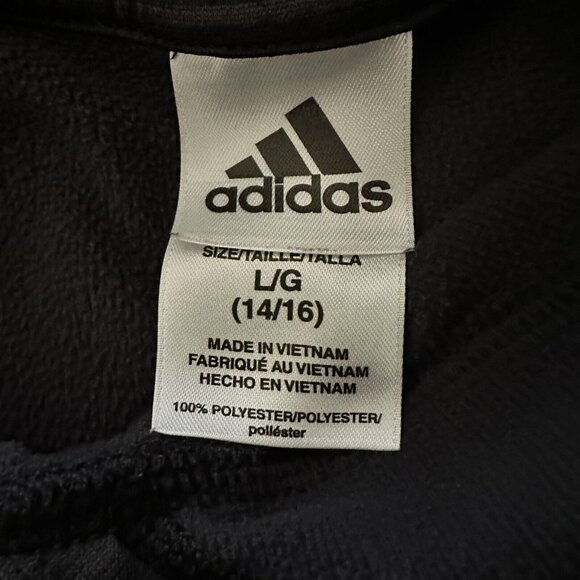 adidas
SIZE/TAILLE/TALLA
L/G
(14/16)
MADE IN VIETNAM
FABRIQUÉ AU VIETNAM
HECHO EN VIETNAM
100% POLYESTER/POLYESTER/
poliéster